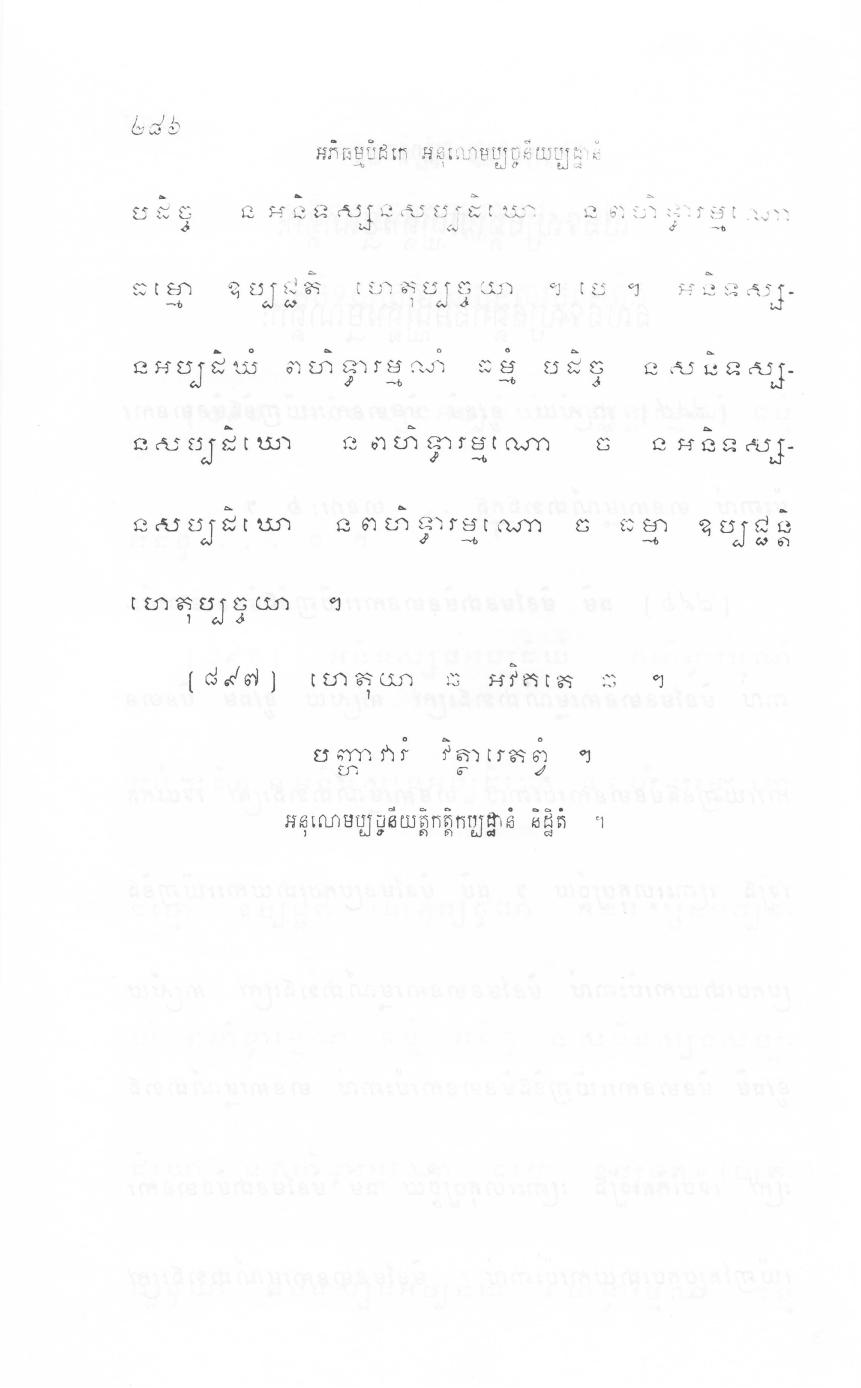 ២៨៦
អភិធម្មបិដកេ អនុលោមប្បច្ចនីយប្បដ្ឋានំ
បដិច្ច ន អនិទស្សនសប្បដិឃោ ន ពហិទ្ធារម្មណោ
ធម្មោ ឧប្បជ្ជតិ ហេតុប្បច្ចយា ។ បេ ។ អនិទស្ស-
នអប្បដិឃំ ពហិទ្ធារម្មណំ ធម្មំ បដិច្ច ន សនិទស្ស-
នសប្បដិឃោ ន ពហិទ្ធារម្មណោ ច ន អនិទស្ស-
នសប្បដិឃោ ន ពហិទ្ធារម្មណោ ច ធម្មា ឧប្បជ្ជន្តិ
ហេតុប្បច្ចយា ។
[៨៩៧] ហេតុយា ឆ អវិគតេ ឆ ។
បញ្ហាវារំ វិត្ថារេតព្វំ ។
អនុលោមប្បច្ចនីយត្តិកត្តិកប្បដ្ឋានំ និដ្ឋិតំ ។